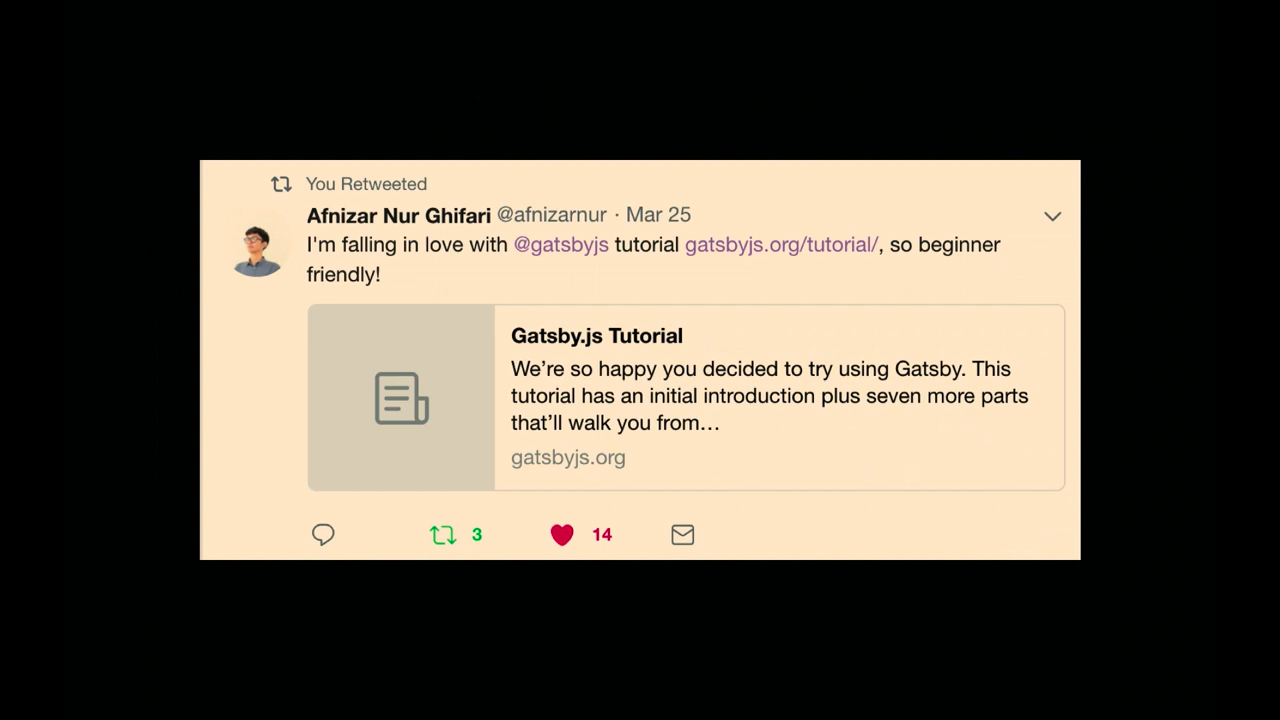 You Retweeted
Afnizar Nur Ghifari @afnizarnur · Mar 25
I'm falling in love with @gatsbyjs tutorial gatsbyjs.org/tutorial/, so beginner
friendly!
Gatsby.js Tutorial
We’re so happy you decided to try using Gatsby. This
tutorial has an initial introduction plus seven more parts
that’ll walk you from…
gatsbyjs.org
3 14